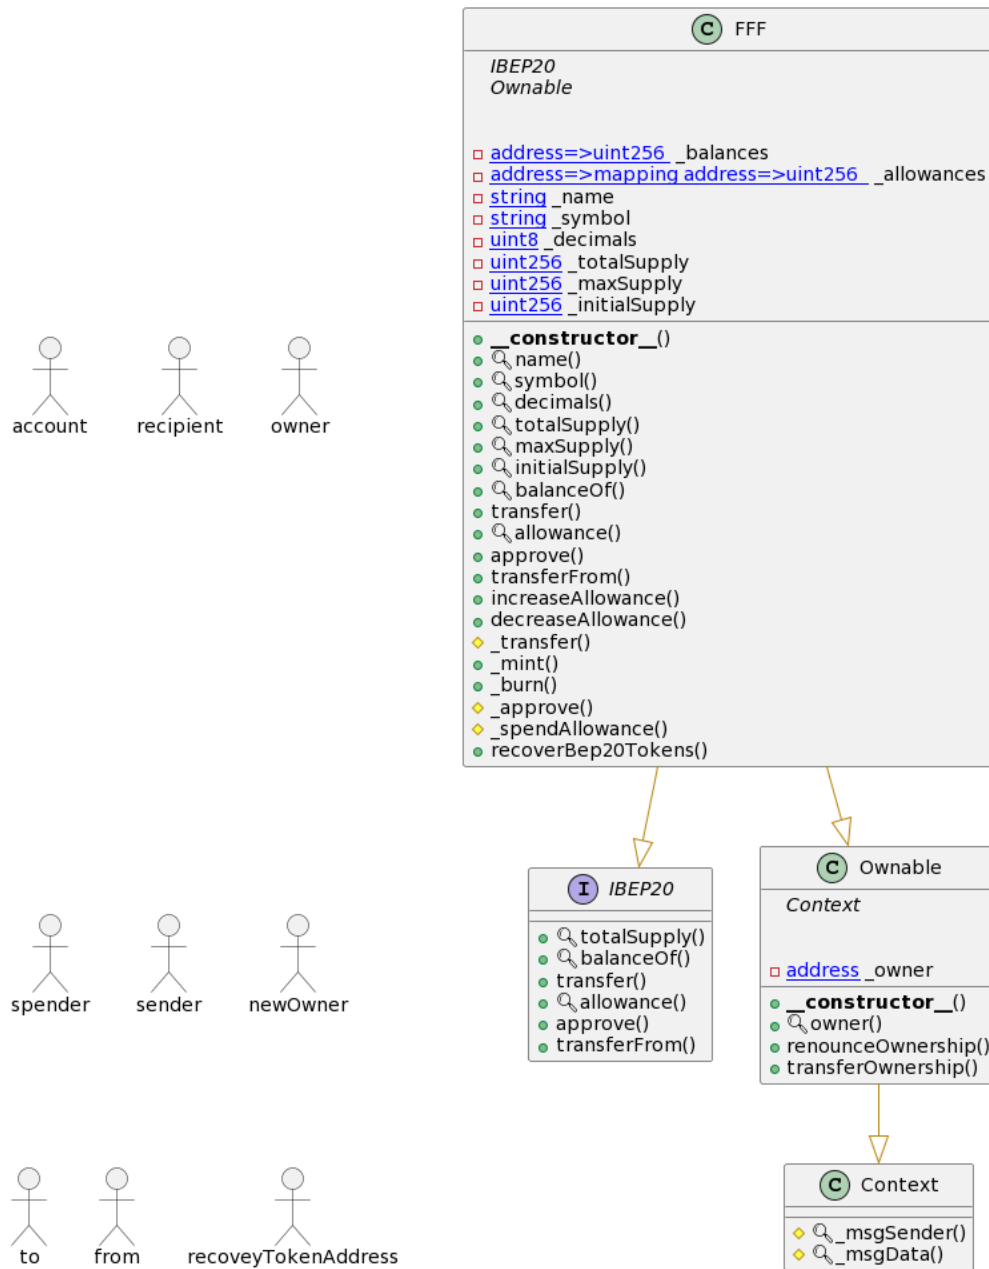 C FFF
IBEP20
Ownable
address=>uint256 _balances
address=>mapping address=>uint256 _allowances
string _name
string _symbol
uint8 _decimals
uint256 _totalSupply
uint256 _maxSupply
uint256 _initialSupply
__constructor__()
name()
symbol()
decimals()
totalSupply()
maxSupply()
initialSupply()
balanceOf()
transfer()
allowance()
approve()
transferFrom()
increaseAllowance()
decreaseAllowance()
_transfer()
_mint()
_burn()
_approve()
_spendAllowance()
recoverBep20Tokens()
account
recipient
owner
I IBEP20
totalSupply()
balanceOf()
transfer()
allowance()
approve()
transferFrom()
C Ownable
Context
address _owner
__constructor__()
owner()
renounceOwnership()
transferOwnership()
spender
sender
newOwner
C Context
_msgSender()
_msgData()
to
from
recoveyTokenAddress